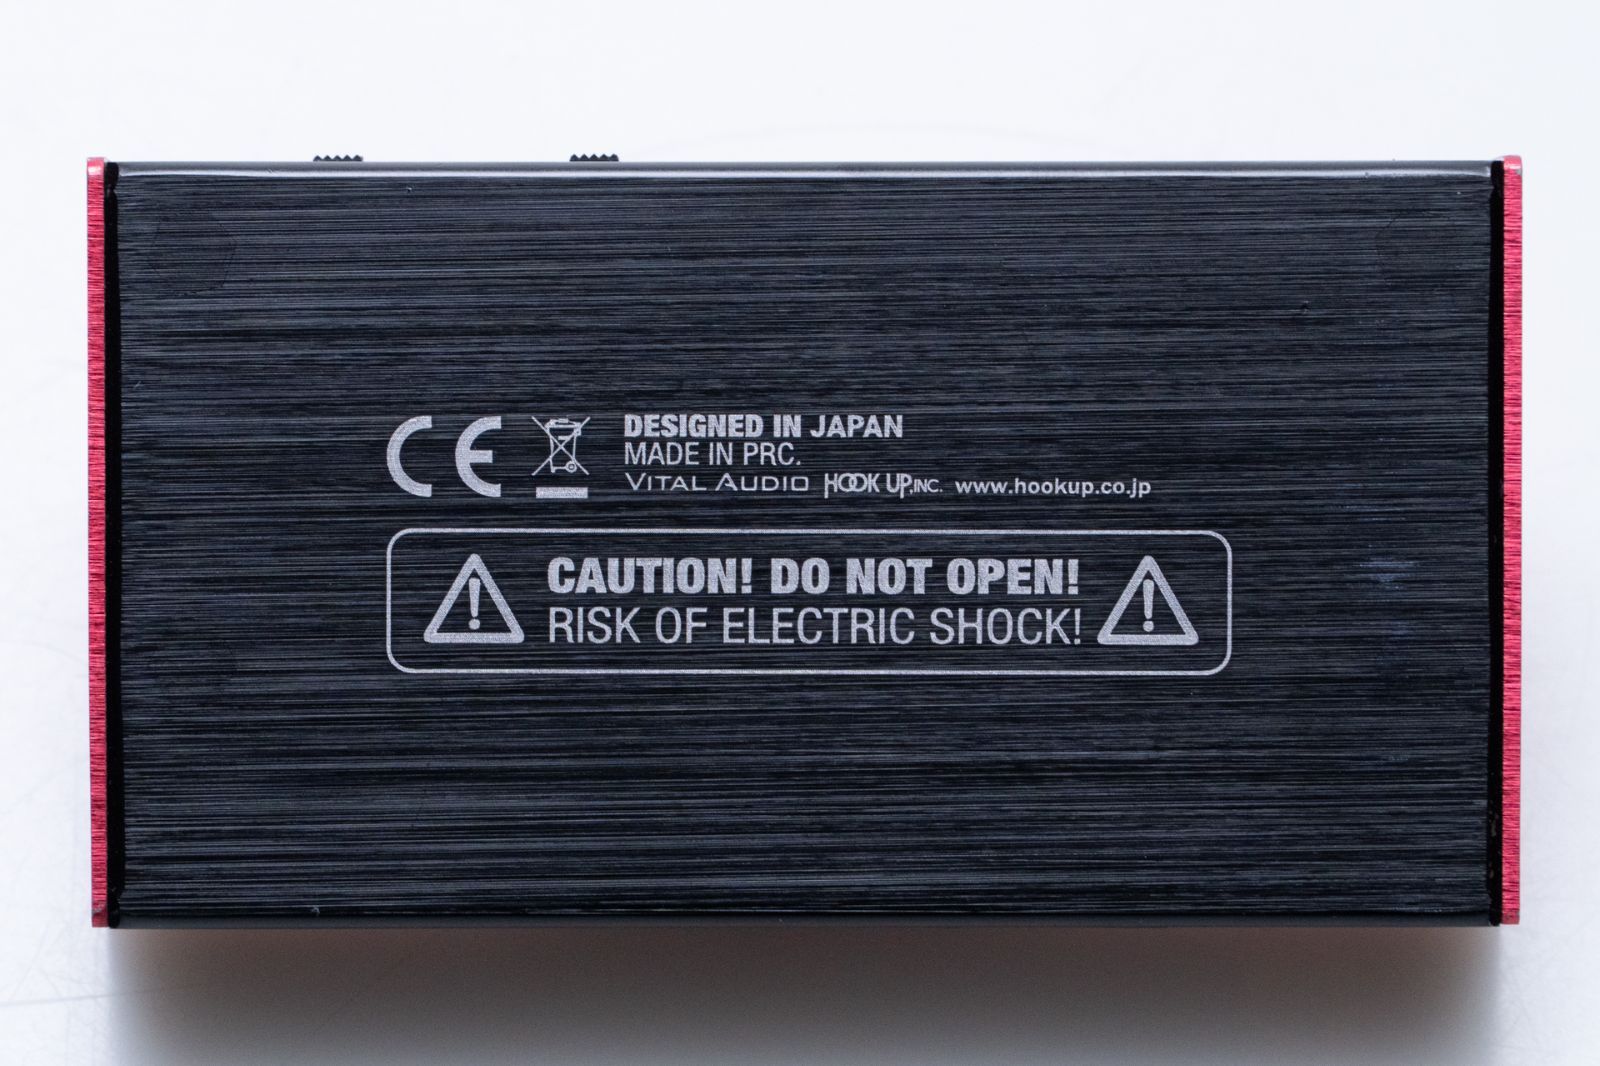 CE DESIGNED IN JAPAN
MADE IN PRC.
VITAL AUDIO HOOK UP,INC. www.hookup.co.jp
CAUTION! DO NOT OPEN!
RISK OF ELECTRIC SHOCK!